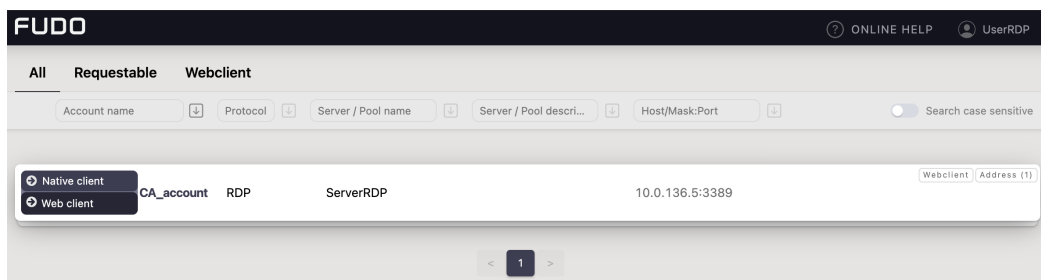 FUDO
? ONLINE HELP UserRDP
All Requestable Webclient
Account name Protocol Server / Pool name Server / Pool descri... Host/Mask:Port Search case sensitive
Webclient Address (1)
Native client
CA_account RDP ServerRDP 10.0.136.5:3389
Web client
< 1 >